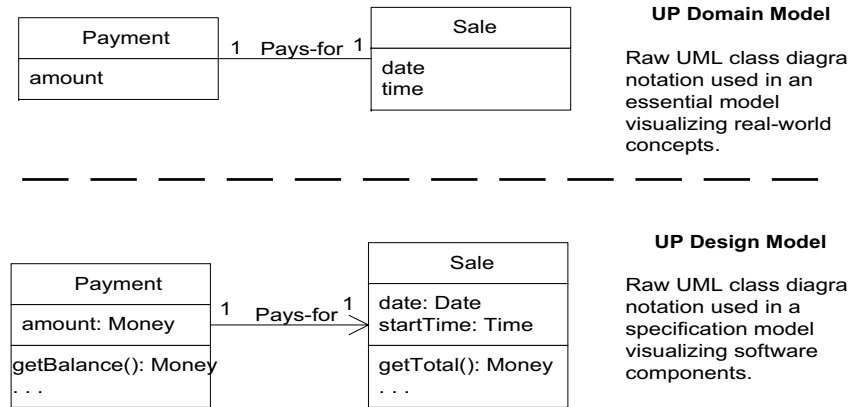 UP Domain Model
Payment
Sale
1 Pays-for 1
amount
date
time
Raw UML class diagra
notation used in an
essential model
visualizing real-world
concepts.
UP Design Model
Payment
Sale
1 Pays-for 1
amount: Money
date: Date
startTime: Time
getBalance(): Money
. . .
getTotal(): Money
. . .
Raw UML class diagra
notation used in a
specification model
visualizing software
components.